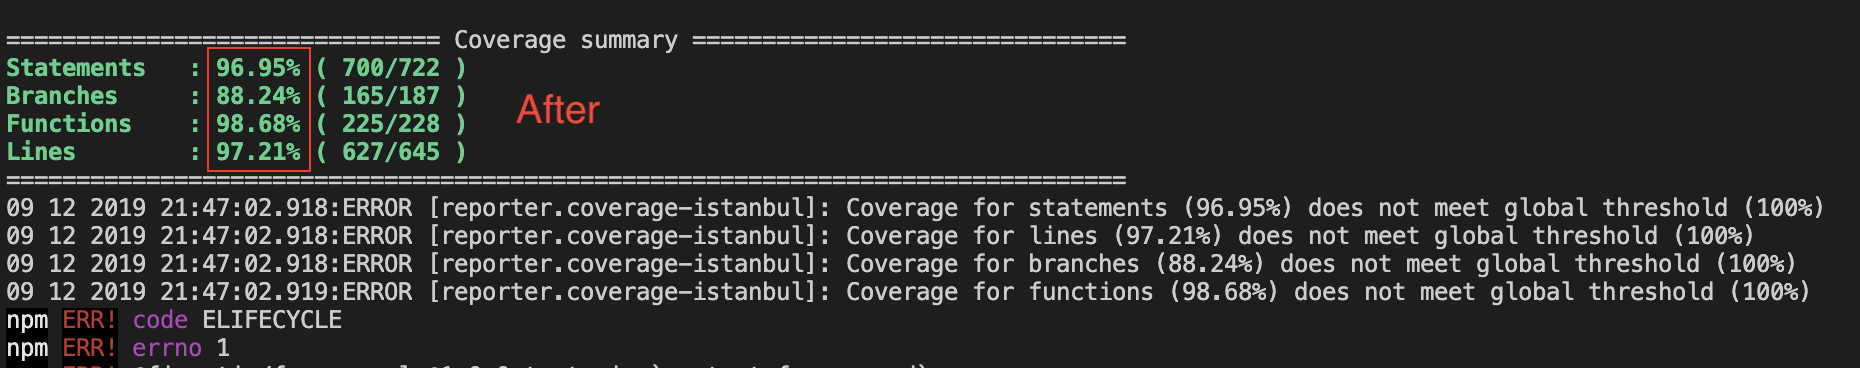 =============================== Coverage summary ===============================
Statements   : 96.95% ( 700/722 )
Branches     : 88.24% ( 165/187 )
Functions    : 98.68% ( 225/228 )
Lines        : 97.21% ( 627/645 )
After
================================================================================
09 12 2019 21:47:02.918:ERROR [reporter.coverage-istanbul]: Coverage for statements (96.95%) does not meet global threshold (100%)
09 12 2019 21:47:02.918:ERROR [reporter.coverage-istanbul]: Coverage for lines (97.21%) does not meet global threshold (100%)
09 12 2019 21:47:02.918:ERROR [reporter.coverage-istanbul]: Coverage for branches (88.24%) does not meet global threshold (100%)
09 12 2019 21:47:02.919:ERROR [reporter.coverage-istanbul]: Coverage for functions (98.68%) does not meet global threshold (100%)
npm ERR! code ELIFECYCLE
npm ERR! errno 1